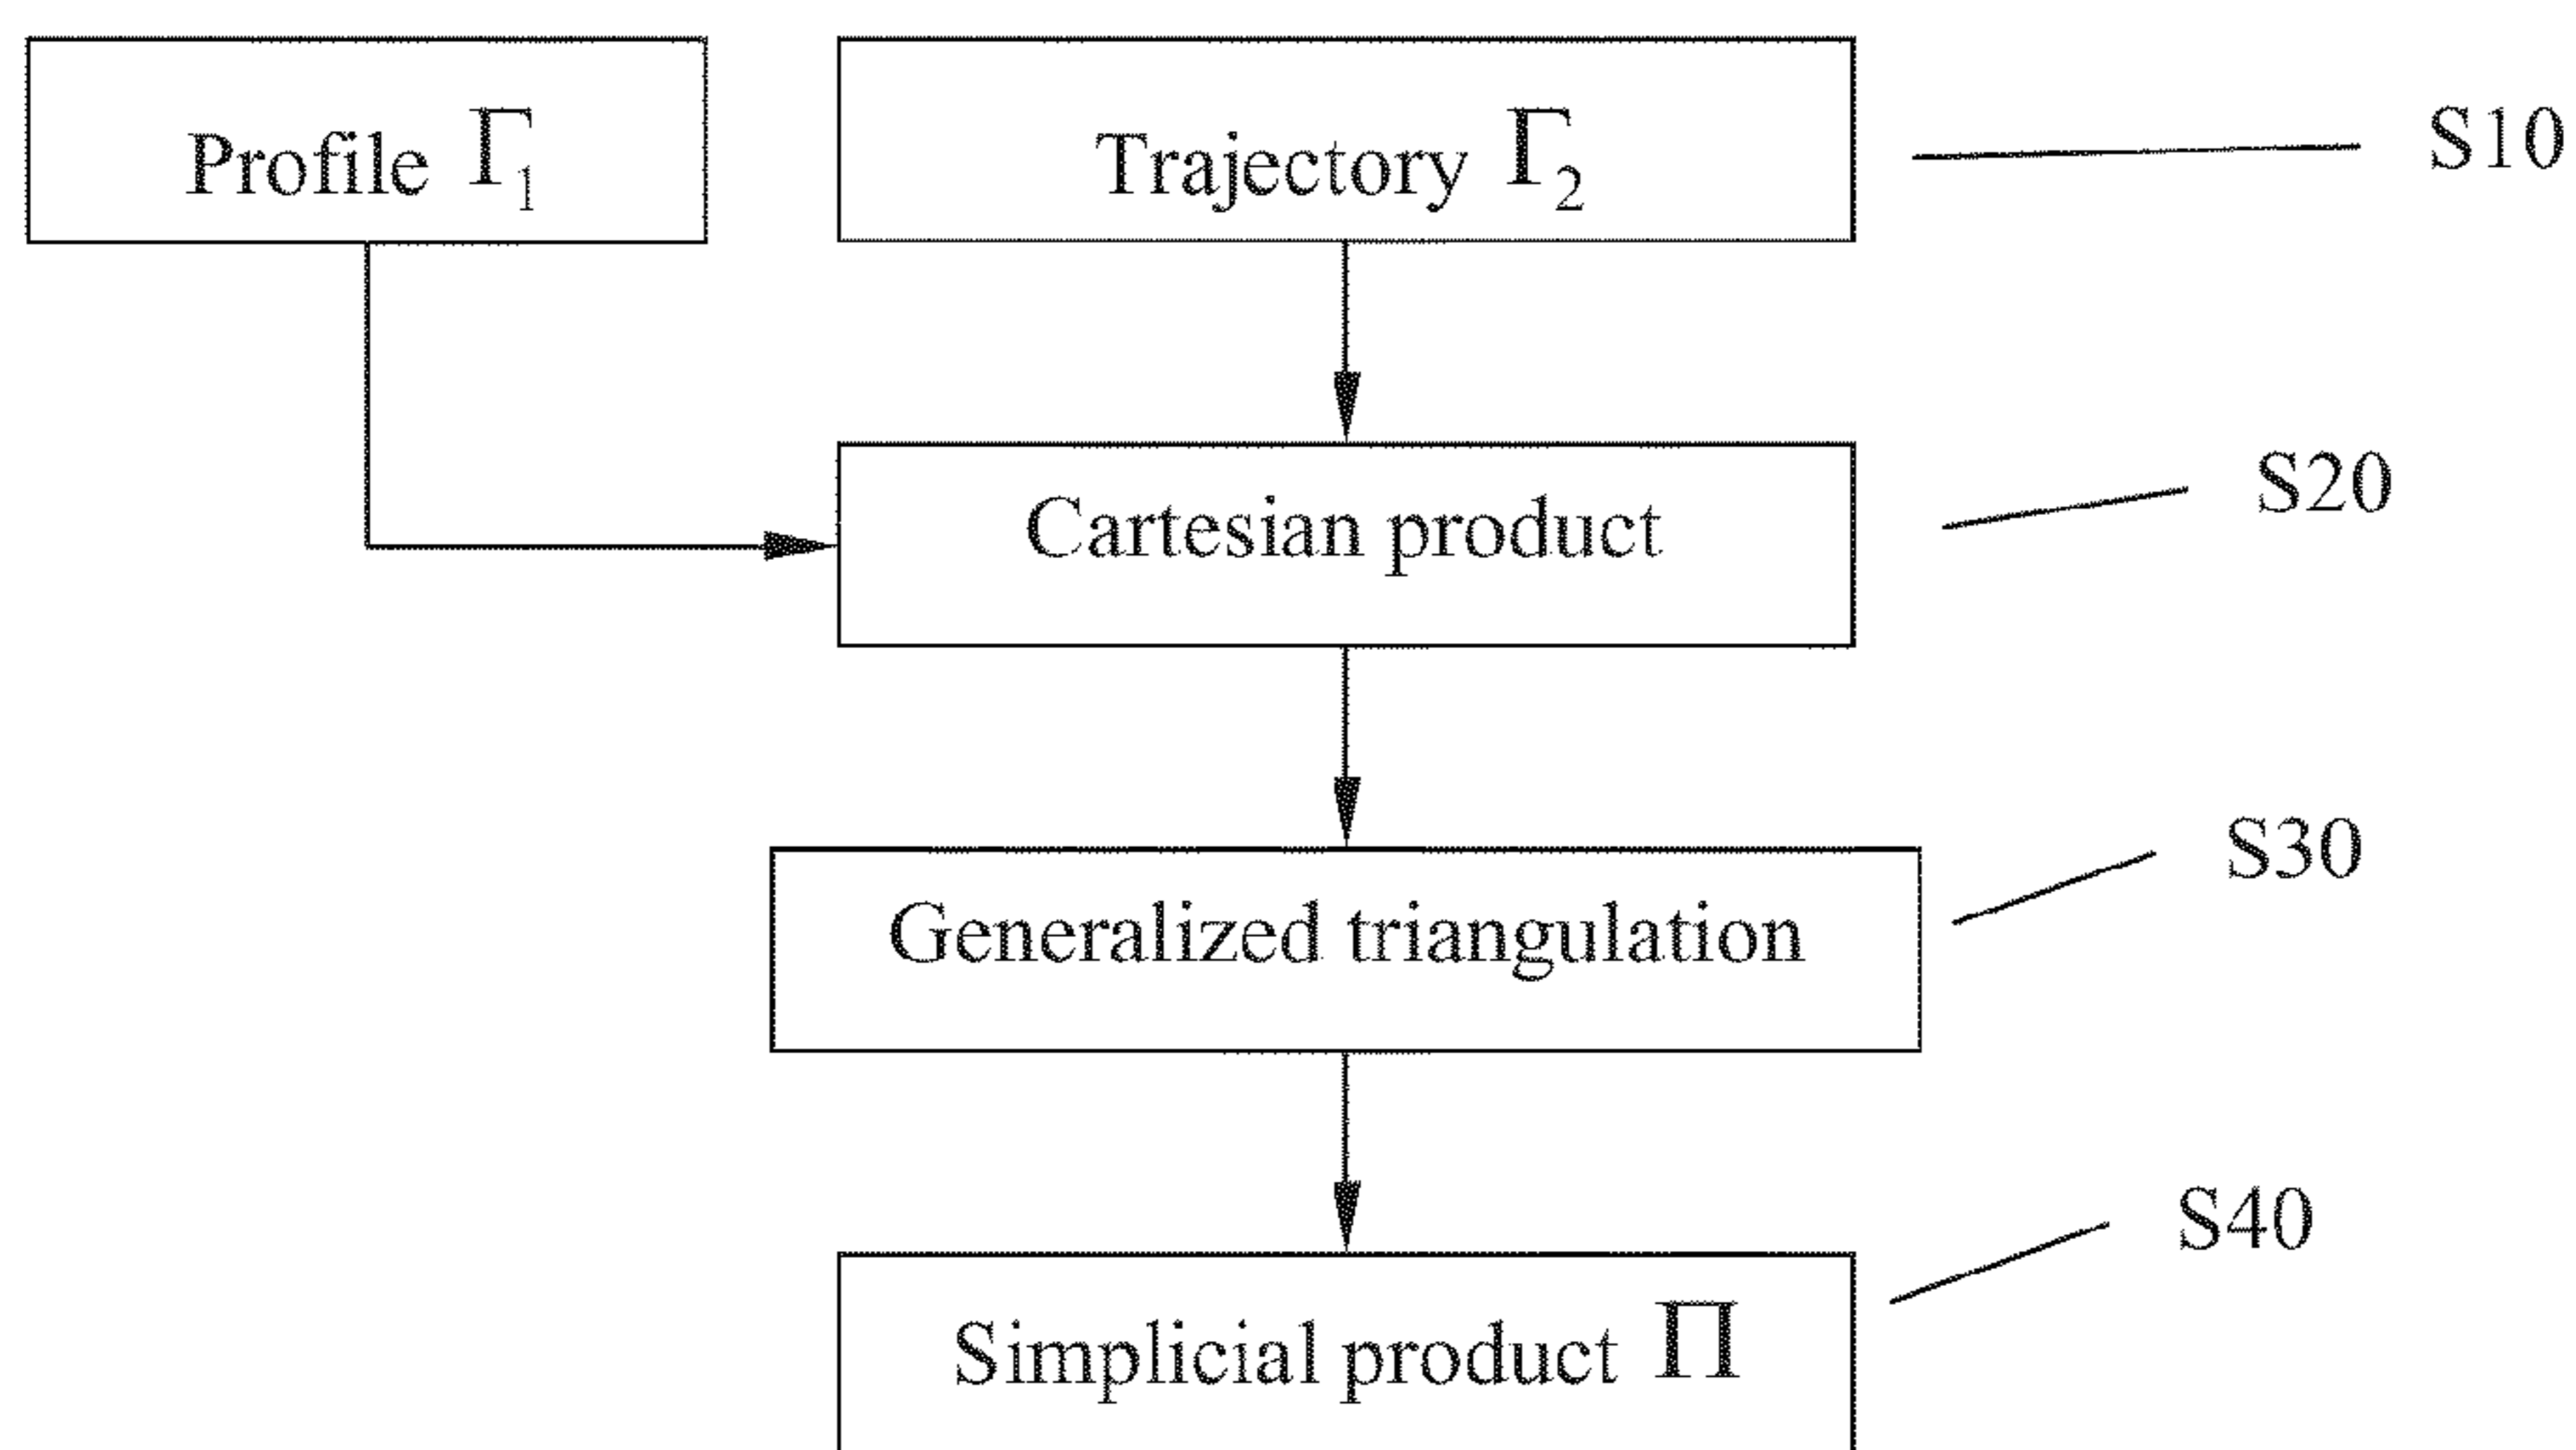 Profile Γ₁
Trajectory Γ₂
S10
Cartesian product
S20
Generalized triangulation
S30
Simplicial product Π
S40